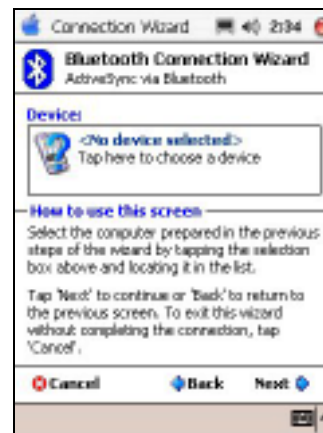 Connection Wizard 2:34
Bluetooth Connection Wizard
ActiveSync via Bluetooth
Device:
<No device selected>
Tap here to choose a device
How to use this screen
Select the computer prepared in the previous
steps of the wizard by tapping the selection
box above and locating it in the list.
Tap 'Next' to continue or 'Back' to return to
the previous screen. To exit this wizard
without completing the connection, tap
'Cancel'.
Cancel Back Next